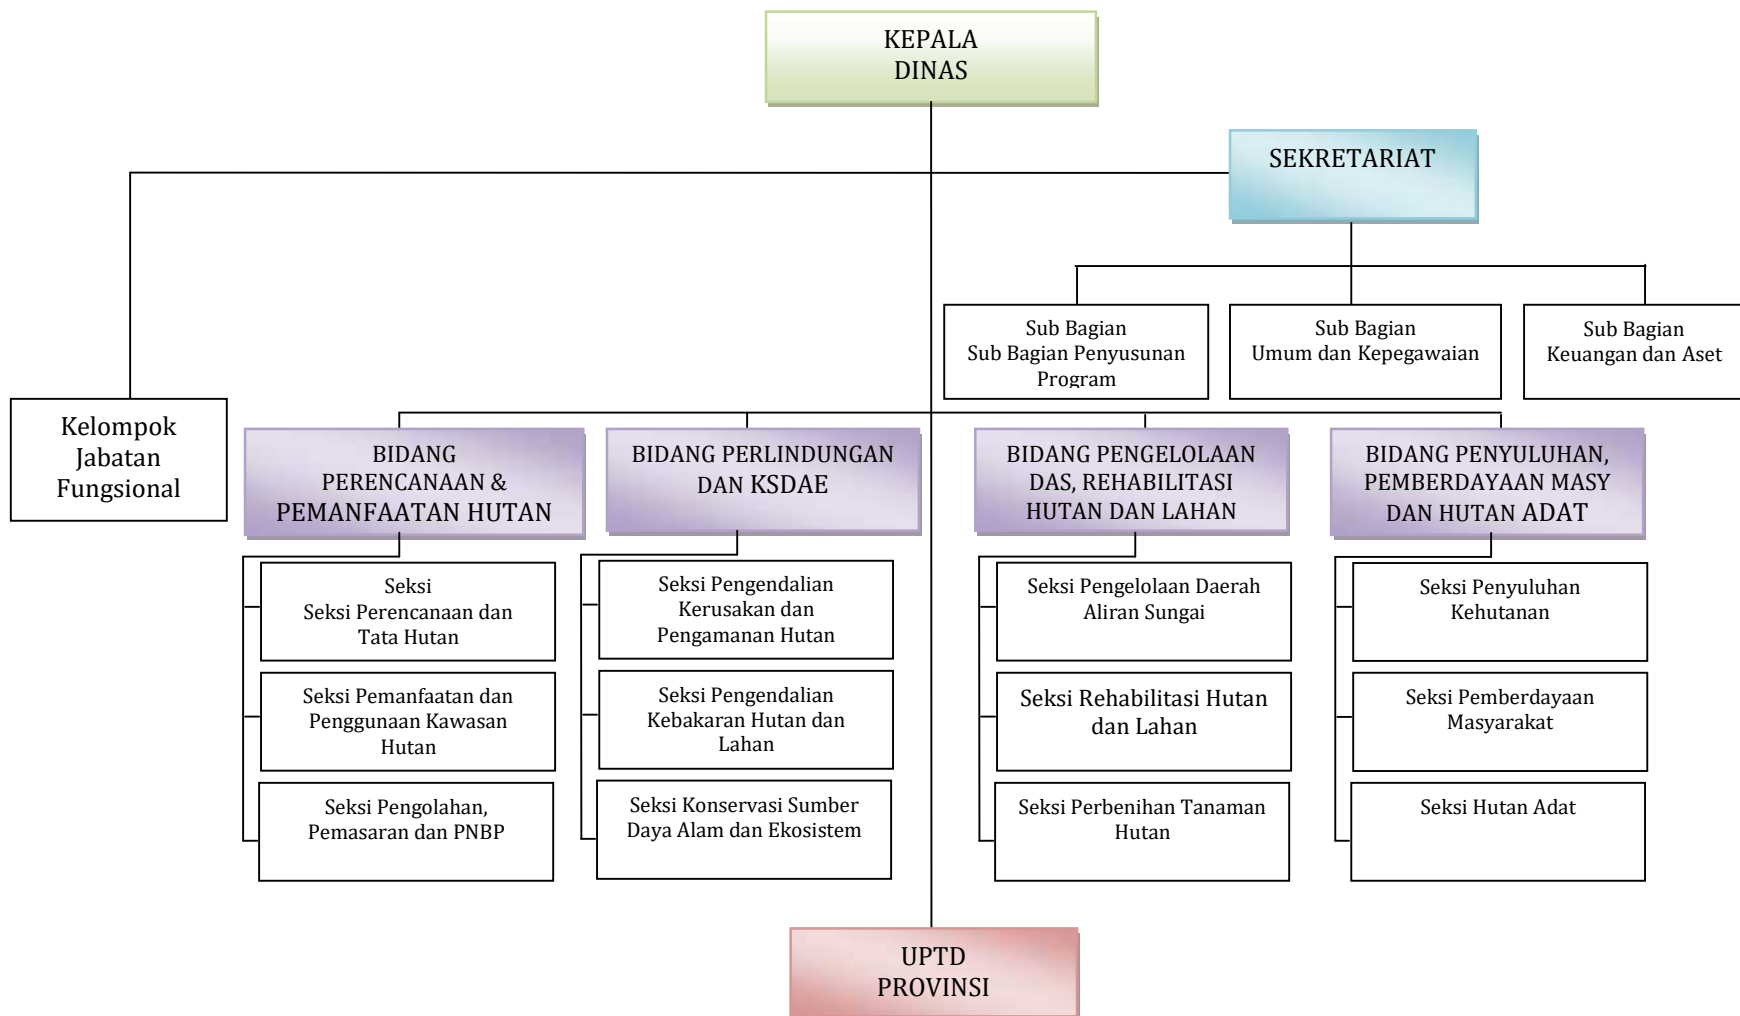 KEPALA
DINAS
SEKRETARIAT
Sub Bagian
Sub Bagian Penyusunan
Program
Sub Bagian
Umum dan Kepegawaian
Sub Bagian
Keuangan dan Aset
Kelompok
Jabatan
Fungsional
BIDANG
PERENCANAAN &
PEMANFAATAN HUTAN
BIDANG PERLINDUNGAN
DAN KSDAE
BIDANG PENGELOLAAN
DAS, REHABILITASI
HUTAN DAN LAHAN
BIDANG PENYULUHAN,
PEMBERDAYAAN MASY
DAN HUTAN ADAT
Seksi
Seksi Perencanaan dan
Tata Hutan
Seksi Pengendalian
Kerusakan dan
Pengamanan Hutan
Seksi Pengelolaan Daerah
Aliran Sungai
Seksi Penyuluhan
Kehutanan
Seksi Pemanfaatan dan
Penggunaan Kawasan
Hutan
Seksi Pengendalian
Kebakaran Hutan dan
Lahan
Seksi Rehabilitasi Hutan
dan Lahan
Seksi Pemberdayaan
Masyarakat
Seksi Pengolahan,
Pemasaran dan PNBP
Seksi Konservasi Sumber
Daya Alam dan Ekosistem
Seksi Perbenihan Tanaman
Hutan
Seksi Hutan Adat
UPTD
PROVINSI